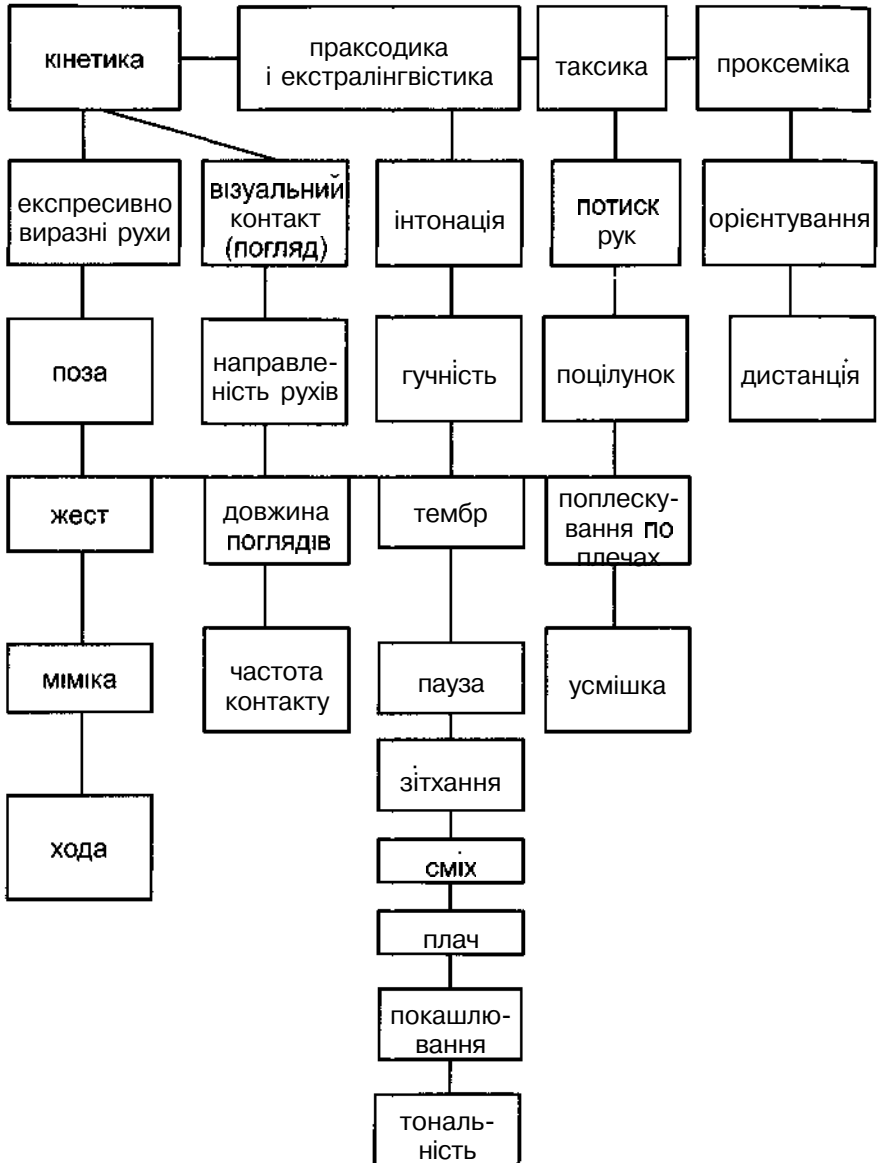 кінетика
праксодика
і екстралінгвістика
таксика
проксеміка
експресивно
виразні рухи
візуальний
контакт
(погляд)
інтонація
потиск
рук
орієнтування
поза
направле-
ність рухів
гучність
поцілунок
дистанція
жест
довжина
поглядів
тембр
поплеску-
вання по
плечах
міміка
частота
контакту
пауза
усмішка
зітхання
хода
сміх
плач
покашлю-
вання
тональ-
ність